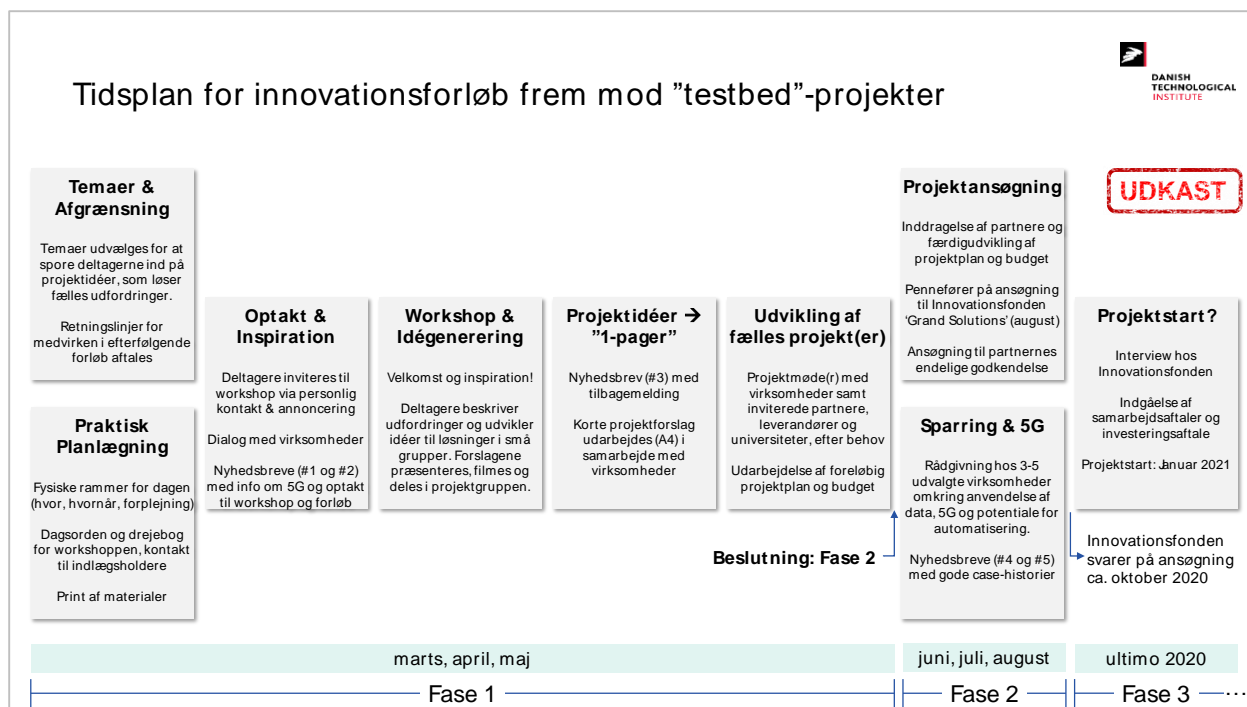 Tidsplan for innovationsforløb frem mod ”testbed”-projekter
DANISH
TECHNOLOGICAL
INSTITUTE
UDKAST
Temaer &
Afgrænsning
Temaer udvælges for at
spore deltagerne ind på
projektidéer, som løser
fælles udfordringer.
Retningslinjer for
medvirken i efterfølgende
forløb aftales
Praktisk
Planlægning
Fysiske rammer for dagen
(hvor, hvornår, forplejning)
Dagsorden og drejebog
for workshoppen, kontakt
til indlægsholdere
Print af materialer
Optakt &
Inspiration
Deltagere inviteres til
workshop via personlig
kontakt & annoncering
Dialog med virksomheder
Nyhedsbreve (#1 og #2)
med info om 5G og optakt
til workshop og forløb
Workshop &
Idégenerering
Velkomst og inspiration!
Deltagere beskriver
udfordringer og udvikler
idéer til løsninger i små
grupper. Forslagene
præsenteres, filmes og
deles i projektgruppen.
Projektidéer →
”1-pager”
Nyhedsbrev (#3) med
tilbagemelding
Korte projektforslag
udarbejdes (A4) i
samarbejde med
virksomheder
Udvikling af
fælles projekt(er)
Projektmøde(r) med
virksomheder samt
inviterede partnere,
leverandører og
universiteter, efter behov
Udarbejdelse af foreløbig
projektplan og budget
Beslutning: Fase 2
Projektansøgning
Inddragelse af partnere og
færdigudvikling af
projektplan og budget
Pennefører på ansøgning
til Innovationsfonden
‘Grand Solutions’ (august)
Ansøgning til partnernes
endelige godkendelse
Sparring & 5G
Rådgivning hos 3-5
udvalgte virksomheder
omkring anvendelse af
data, 5G og potentiale for
automatisering.
Nyhedsbreve (#4 og #5)
med gode case-historier
Projektstart?
Interview hos
Innovationsfonden
Indgåelse af
samarbejdsaftaler og
investeringsaftale
Projektstart: Januar 2021
Innovationsfonden
svarer på ansøgning
ca. oktober 2020
marts, april, maj
juni, juli, august
ultimo 2020
Fase 1
Fase 2
Fase 3 ...